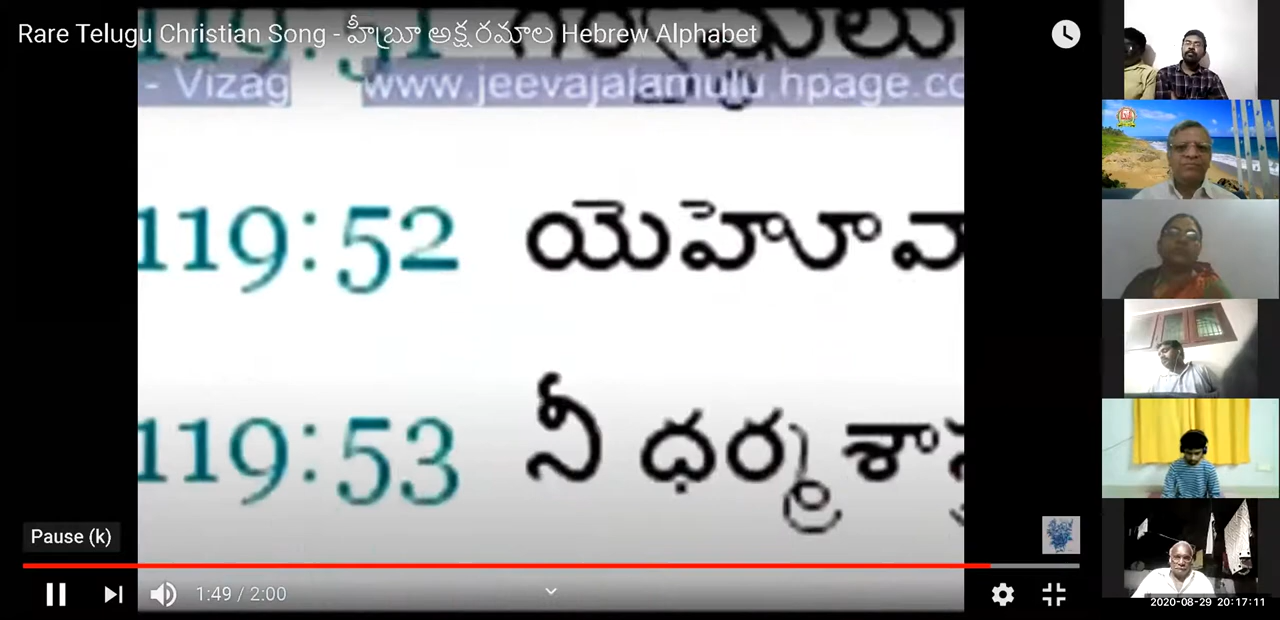 Rare Telugu Christian Song - హీబ్రూ అక్షరమాల Hebrew Alphabet
- Vizag www.jeevajalamulu.hpage.co
119:52 యెహెూవా
119:53 నీ ధర్మ శా
Pause (k)
1:49 / 2:00
2020-08-29 20:17:11